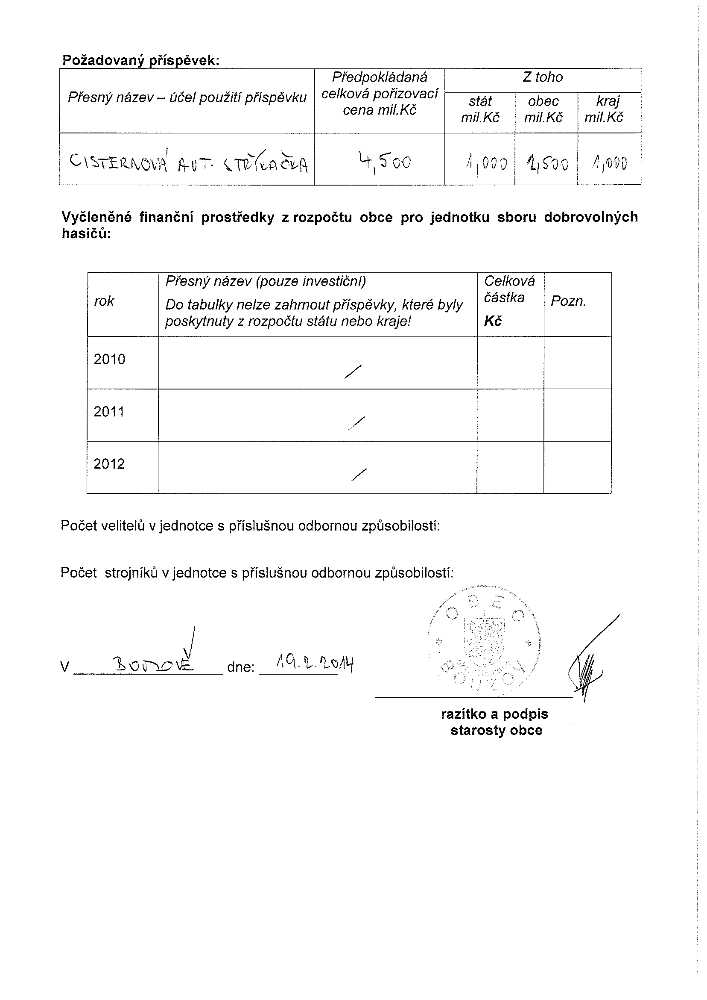 Požadovaný příspěvek:
Přesný název – účel použití příspěvku
Předpokládaná
celková pořizovací
cena mil.Kč
Z toho
stát
mil.Kč
obec
mil.Kč
kraj
mil.Kč
CISTERNOVÁ AUT. STŘÍKAČKA
4,500
1,000
2,500
1,000
Vyčleněné finanční prostředky z rozpočtu obce pro jednotku sboru dobrovolných
hasičů:
rok
Přesný název (pouze investiční)
Do tabulky nelze zahrnout příspěvky, které byly
poskytnuty z rozpočtu státu nebo kraje!
Celková
částka
Kč
Pozn.
2010
/
2011
/
2012
/
Počet velitelů v jednotce s příslušnou odbornou způsobilostí:
Počet strojníků v jednotce s příslušnou odbornou způsobilostí:
OBEC
Okr. Olomouc
* BOUZOV *
V BOUZOVĚ dne: 19.2.2014
razítko a podpis
starosty obce